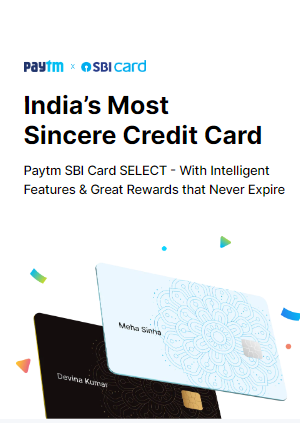 paytm x SBI card
India's Most
Sincere Credit Card
Paytm SBI Card SELECT - With Intelligent
Features & Great Rewards that Never Expire
Meha Sinha
Devina Kumar